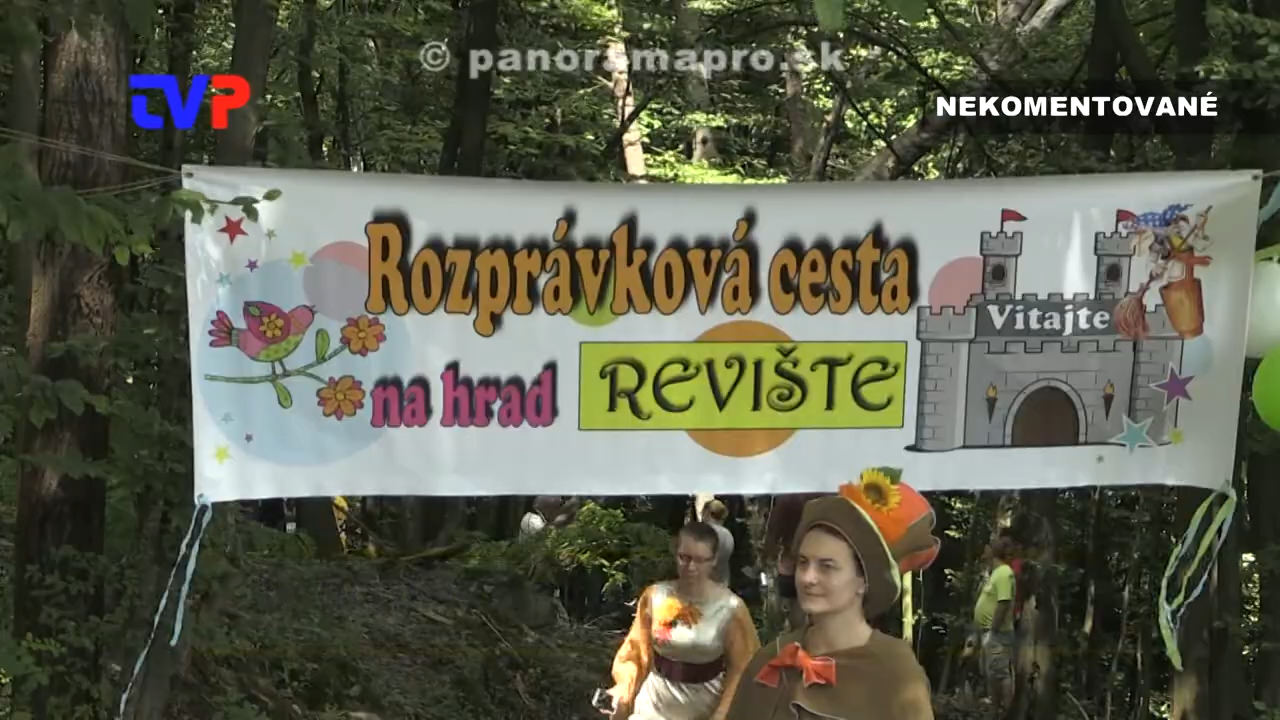 © panoramapro.sk
TVP
NEKOMENTOVANÉ
Rozprávková cesta
na hrad REVIŠTE
Vitajte